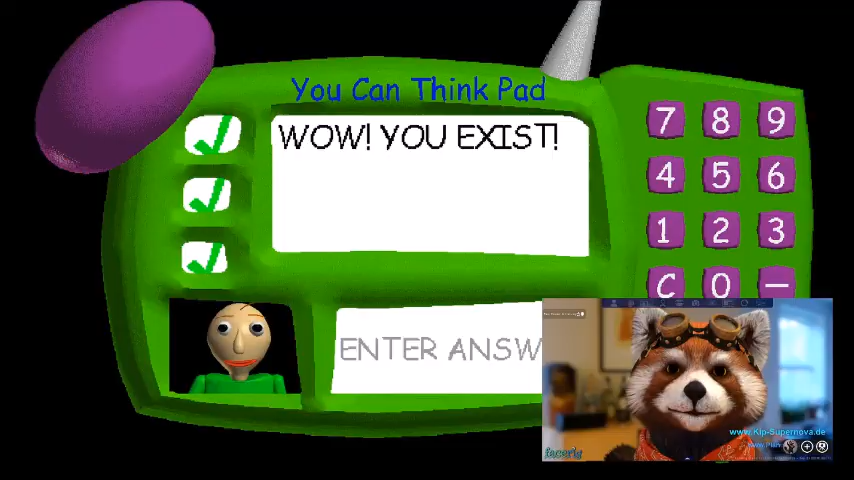 You Can Think Pad
WOW! YOU EXIST!
7 8 9
4 5 6
1 2 3
C 0 —
ENTER ANSW
www.Kip-Supernova.de
facerig